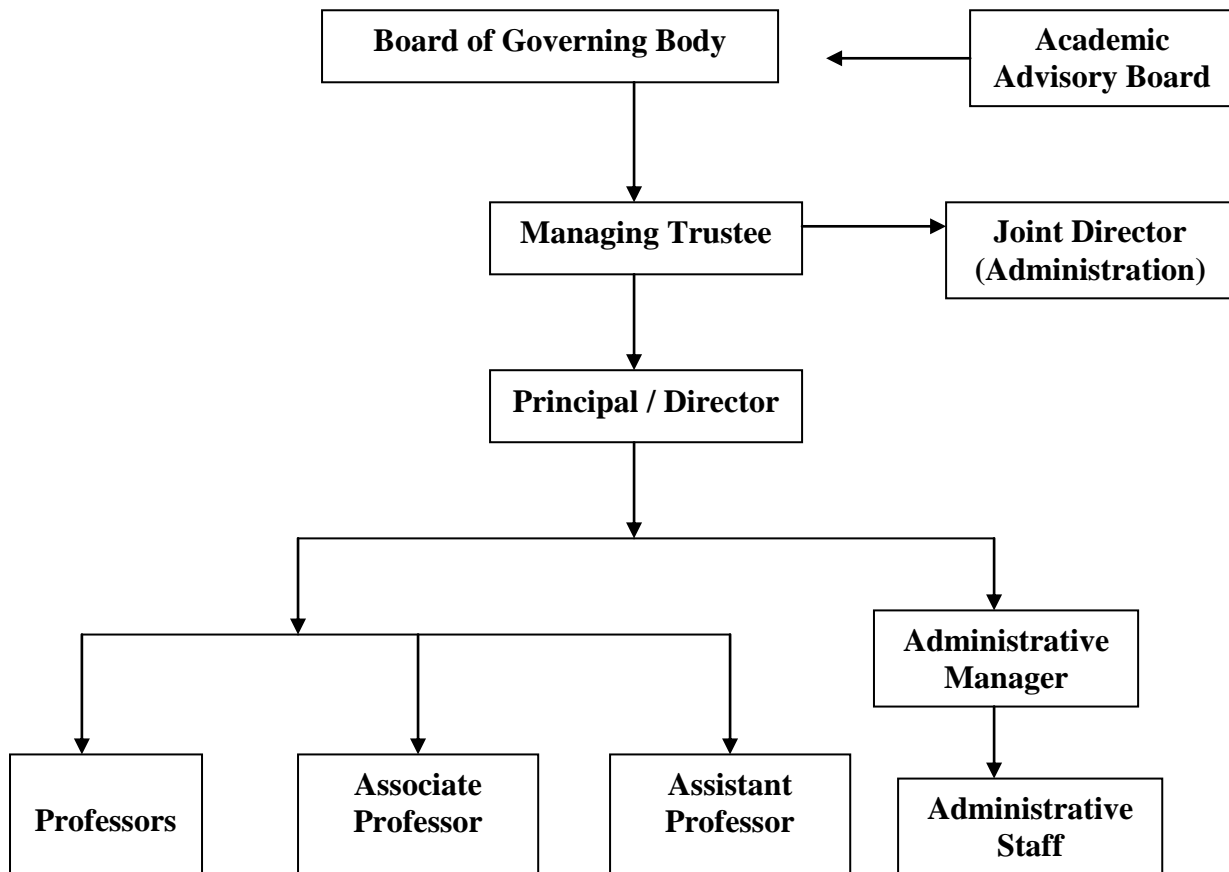 Board of Governing Body
Academic
Advisory Board
Managing Trustee
Joint Director
(Administration)
Principal / Director
Administrative
Manager
Professors
Associate
Professor
Assistant
Professor
Administrative
Staff